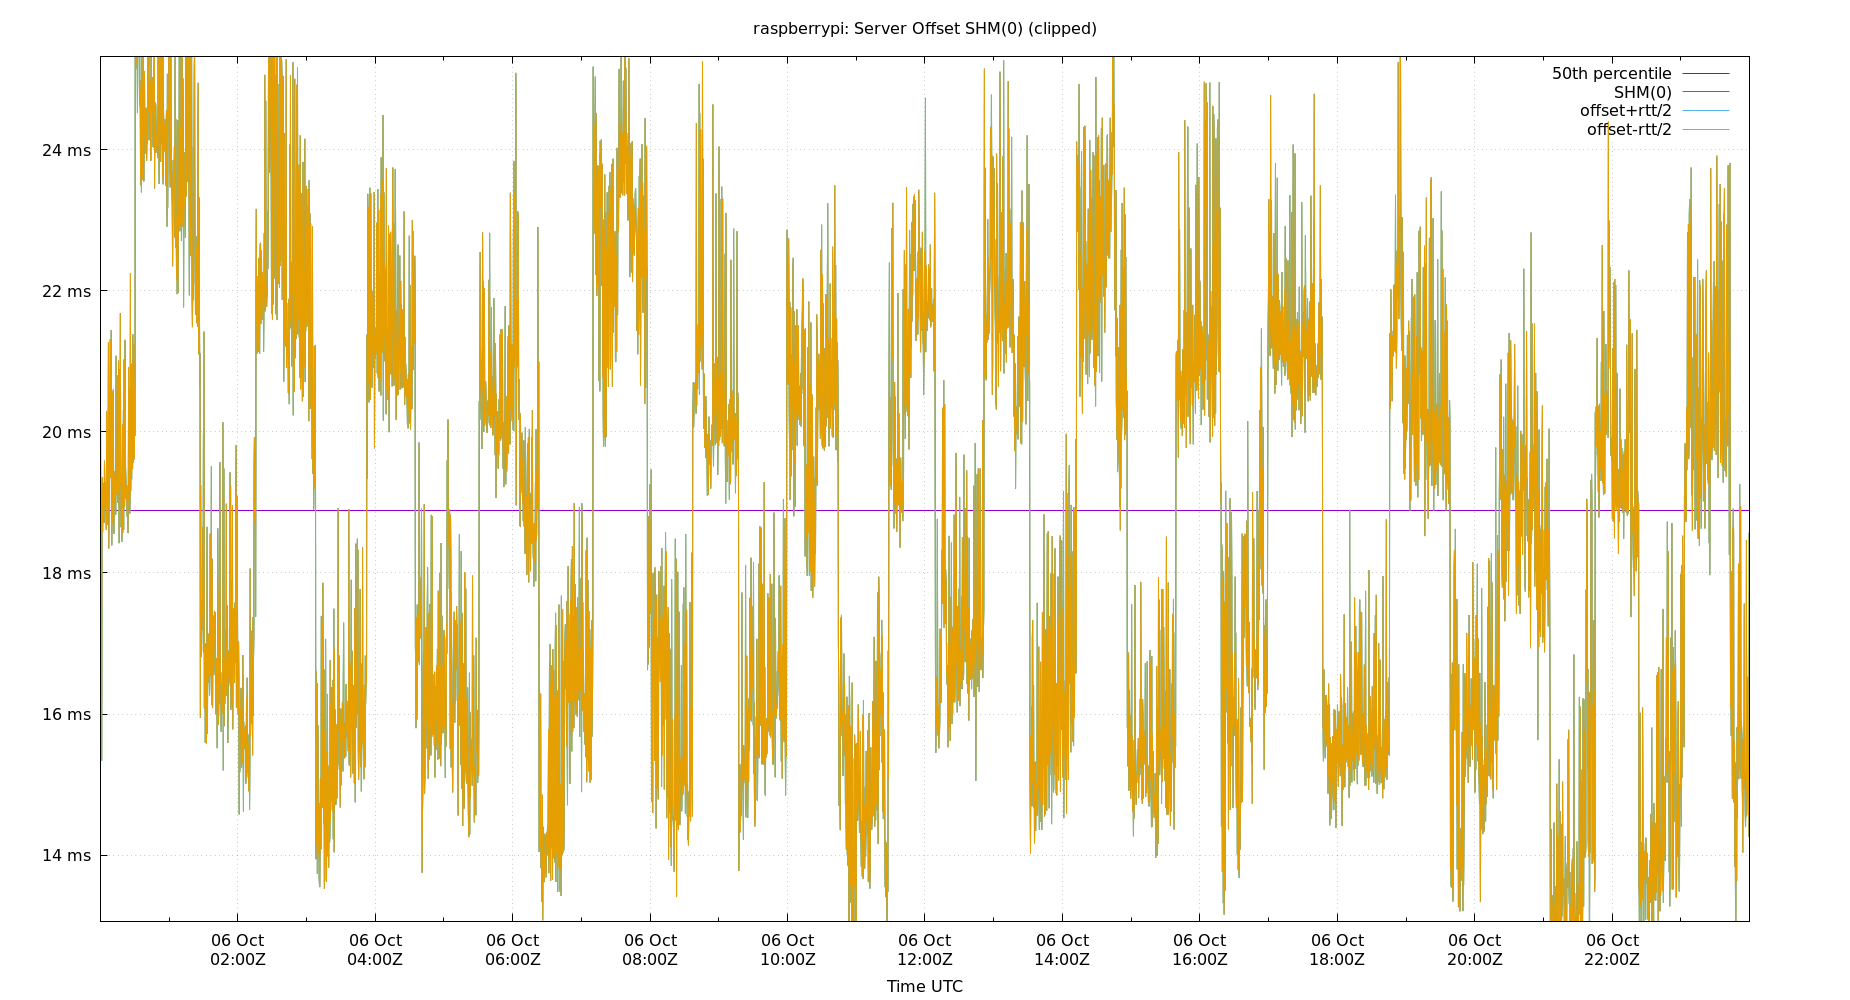 raspberrypi: Server Offset SHM(0) (clipped)
50th percentile
SHM(0)
offset+rtt/2
offset-rtt/2
24 ms
22 ms
20 ms
18 ms
16 ms
14 ms
06 Oct 06 Oct 06 Oct 06 Oct 06 Oct 06 Oct 06 Oct 06 Oct 06 Oct 06 Oct 06 Oct
02:00Z 04:00Z 06:00Z 08:00Z 10:00Z 12:00Z 14:00Z 16:00Z 18:00Z 20:00Z 22:00Z
Time UTC